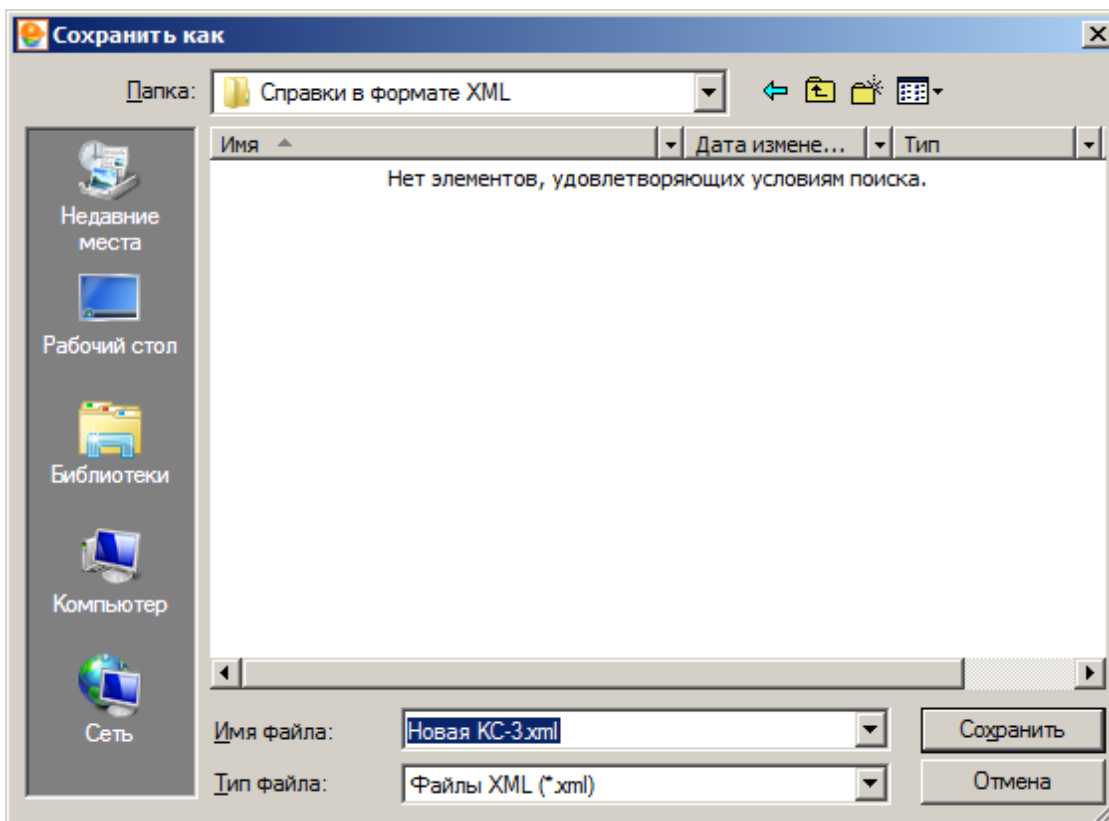 Сохранить как
Папка: Справки в формате XML
Имя Дата измене... Тип
Нет элементов, удовлетворяющих условиям поиска.
Недавние
места
Рабочий стол
Библиотеки
Компьютер
Сеть
Имя файла: Новая КС-3.xml Сохранить
Тип файла: Файлы XML (*.xml) Отмена